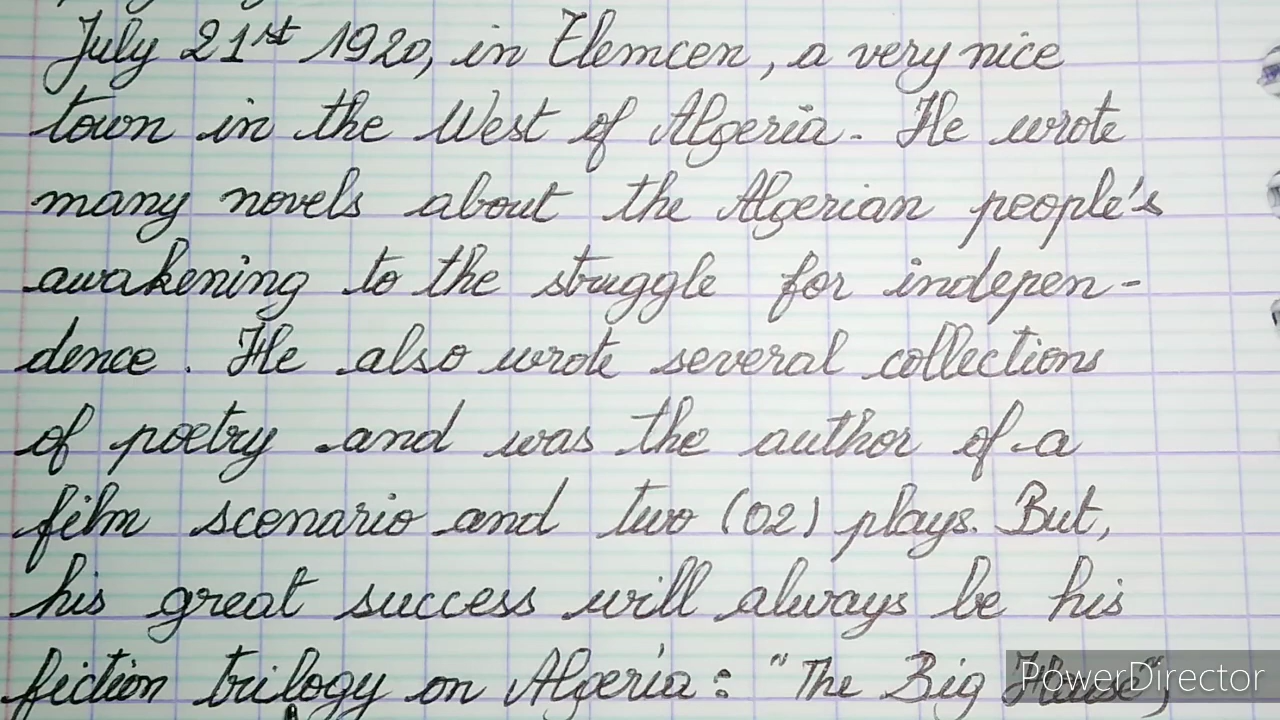 July 21st 1920, in Tlemcen, a very nice
town in the West of Algeria. He wrote
many novels about the Algerian people's
awakening to the struggle for indepen-
dence. He also wrote several collections
of poetry and was the author of a
film scenario and two (02) plays. But,
his great success will always be his
fiction trilogy on Algeria: "The Big House",
PowerDirector